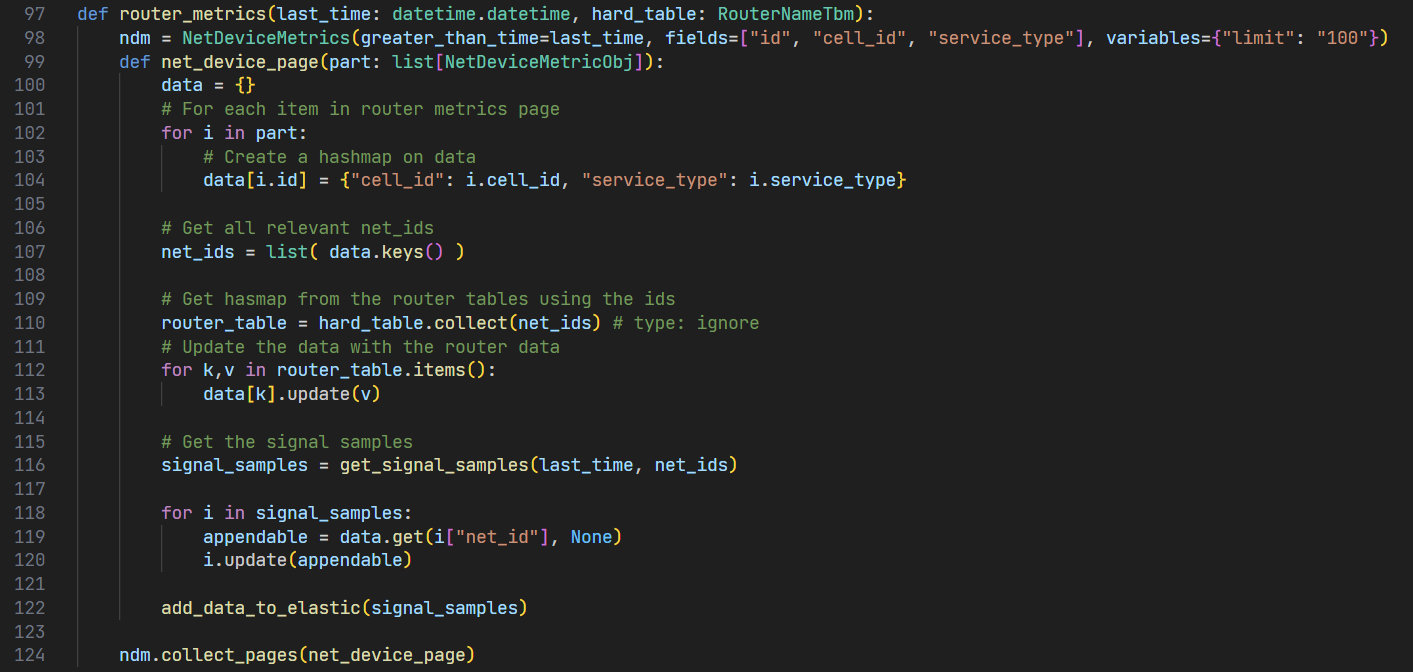 97 def router_metrics(last_time: datetime.datetime, hard_table: RouterNameTbm):
98     ndm = NetDeviceMetrics(greater_than_time=last_time, fields=["id", "cell_id", "service_type"], variables={"limit": "100"})
99     def net_device_page(part: list[NetDeviceMetricObj]):
100         data = {}
101         # For each item in router metrics page
102         for i in part:
103             # Create a hashmap on data
104             data[i.id] = {"cell_id": i.cell_id, "service_type": i.service_type}
105
106         # Get all relevant net_ids
107         net_ids = list( data.keys() )
108
109         # Get hasmap from the router tables using the ids
110         router_table = hard_table.collect(net_ids) # type: ignore
111         # Update the data with the router data
112         for k,v in router_table.items():
113             data[k].update(v)
114
115         # Get the signal samples
116         signal_samples = get_signal_samples(last_time, net_ids)
117
118         for i in signal_samples:
119             appendable = data.get(i["net_id"], None)
120             i.update(appendable)
121
122         add_data_to_elastic(signal_samples)
123
124     ndm.collect_pages(net_device_page)